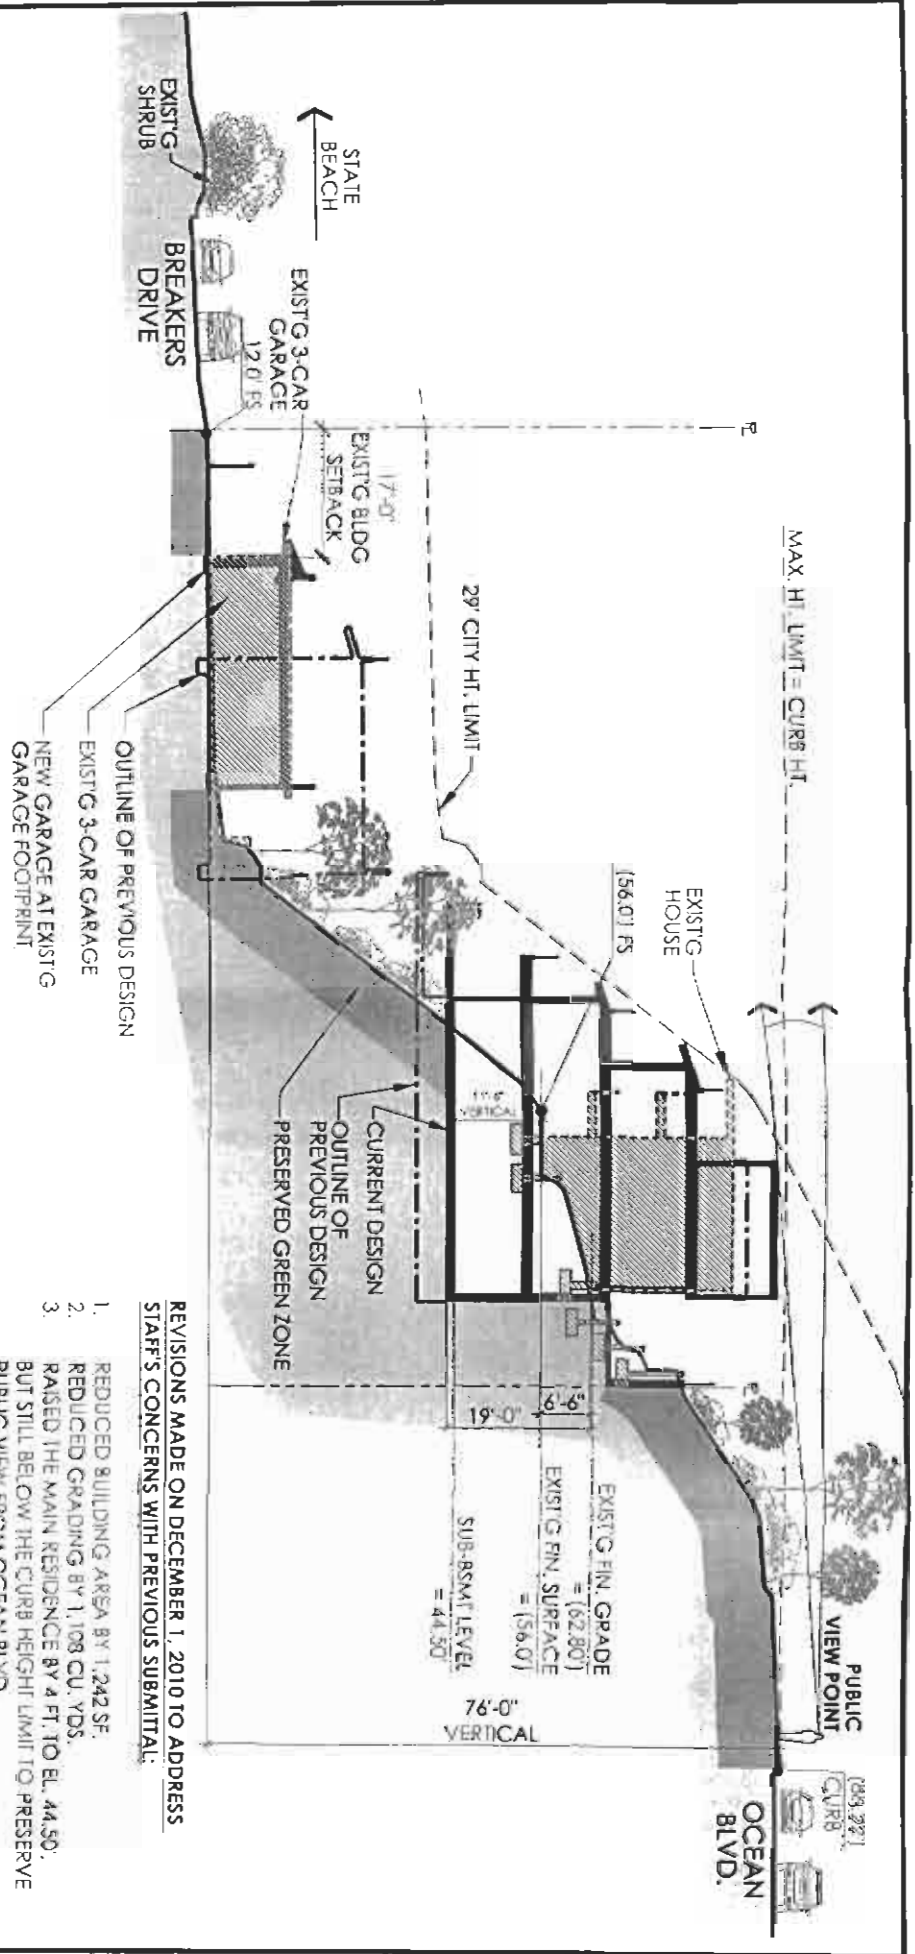 STATE
BEACH
EXIST'G
SHRUB
BREAKERS
DRIVE
EXIST'G 3-CAR
GARAGE
12.0' FS
17'-0"
EXIST'G BLDG
SETBACK
MAX. HT. LIMIT = CURB HT.
29' CITY HT. LIMIT
EXIST'G
HOUSE
(56.0') FS
11'-6"
VERTICAL
PUBLIC
VIEW POINT
CURB
OCEAN
BLVD.
OUTLINE OF PREVIOUS DESIGN
EXIST'G 3-CAR GARAGE
NEW GARAGE AT EXIST'G
GARAGE FOOTPRINT
CURRENT DESIGN
OUTLINE OF
PREVIOUS DESIGN
PRESERVED GREEN ZONE
6'-6"
19'-0"
EXIST'G FIN. GRADE
= (62.80')
EXIST'G FIN. SURFACE
= (56.0')
SUB-BSMT LEVEL
= 44.50'
76'-0"
VERTICAL
REVISIONS MADE ON DECEMBER 1, 2010 TO ADDRESS
STAFF'S CONCERNS WITH PREVIOUS SUBMITTAL:
1. REDUCED BUILDING AREA BY 1,242 SF.
2. REDUCED GRADING BY 1,108 CU. YDS.
3. RAISED THE MAIN RESIDENCE BY 4 FT. TO EL. 44.50',
BUT STILL BELOW THE CURB HEIGHT LIMIT TO PRESERVE
PUBLIC VIEW FROM OCEAN BLVD.